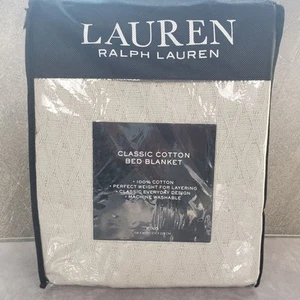 LAUREN
RALPH LAUREN
CLASSIC COTTON
BED BLANKET
• 100% COTTON
• PERFECT WEIGHT FOR LAYERING
• CLASSIC EVERYDAY DESIGN
• MACHINE WASHABLE